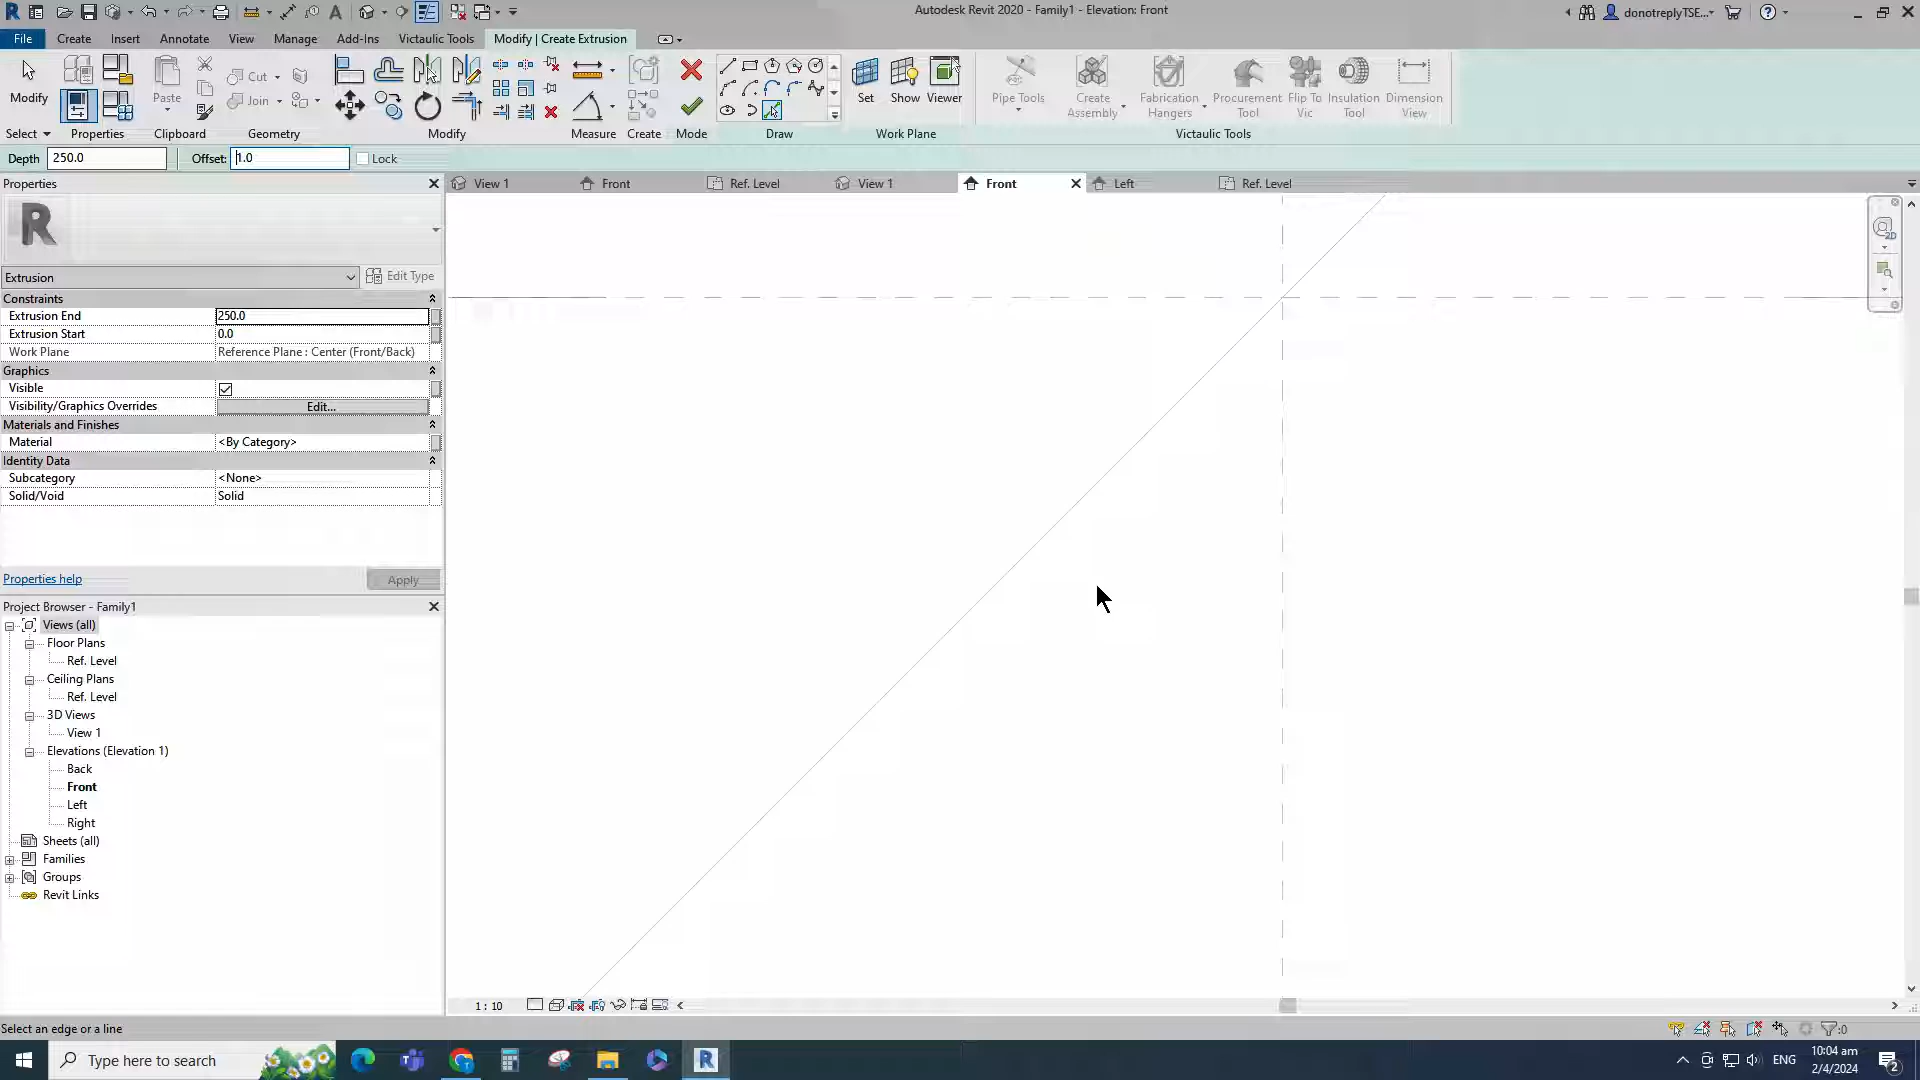 Autodesk Revit 2020 - Family1 - Elevation: Front
donotreplyTSE...
File Create Insert Annotate View Manage Add-Ins Victaulic Tools Modify | Create Extrusion
Modify
Paste
Cut
Join
Set Show Viewer
Pipe Tools
Create Assembly
Fabrication Hangers
Procurement Tool
Flip To Vic
Insulation Tool
Dimension View
Select Properties Clipboard Geometry Modify Measure Create Mode Draw Work Plane Victaulic Tools
Depth 250.0 Offset: 1.0 Lock
Properties
View 1 Front Ref. Level View 1 Front Left Ref. Level
R
Extrusion Edit Type
Constraints
Extrusion End 250.0
Extrusion Start 0.0
Work Plane Reference Plane : Center (Front/Back)
Graphics
Visible
Visibility/Graphics Overrides Edit...
Materials and Finishes
Material <By Category>
Identity Data
Subcategory <None>
Solid/Void Solid
Properties help Apply
Project Browser - Family1
Views (all)
Floor Plans
Ref. Level
Ceiling Plans
Ref. Level
3D Views
View 1
Elevations (Elevation 1)
Back
Front
Left
Right
Sheets (all)
Families
Groups
Revit Links
2D
1 : 10
Select an edge or a line
:0
Type here to search
ENG
10:04 am
2/4/2024
2